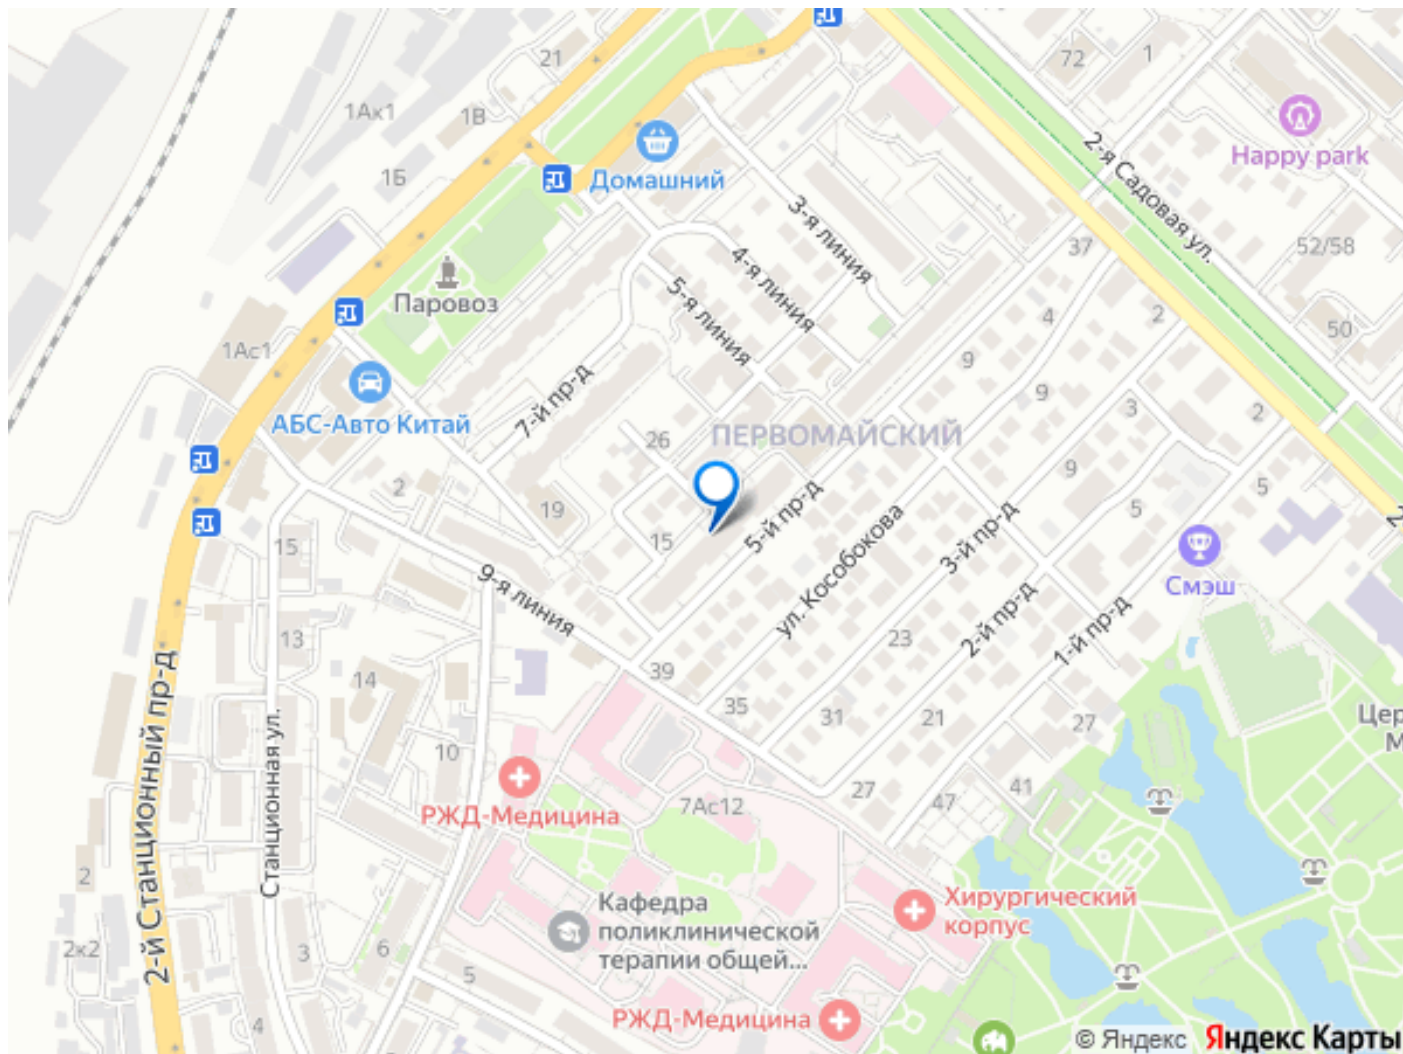 21
72
1
1Ак1
1В
Happy park
2-я Садовая ул.
1Б
Домашний
3-я линия
37
52/58
4-я линия
Паровоз
5-я линия
4
2
50
1Ас1
9
АБС-Авто Китай
7-й пр-д
9
3
2
26
ПЕРВОМАЙСКИЙ
9
2
5
19
5-й пр-д
5
2-
15
15
ул. Кособокова
3-й пр-д
Смэш
9-я линия
2-й пр-д
1-й пр-д
13
23
39
14
35
31
21
27
Цер
М
2-й Станционный пр-д
Станционная ул.
10
РЖД-Медицина
7Ас12
27
47
41
2
Кафедра
поликлинической
терапии общей...
Хирургический
корпус
2к2
3
6
5
4
РЖД-Медицина
© Яндекс Яндекс Карты